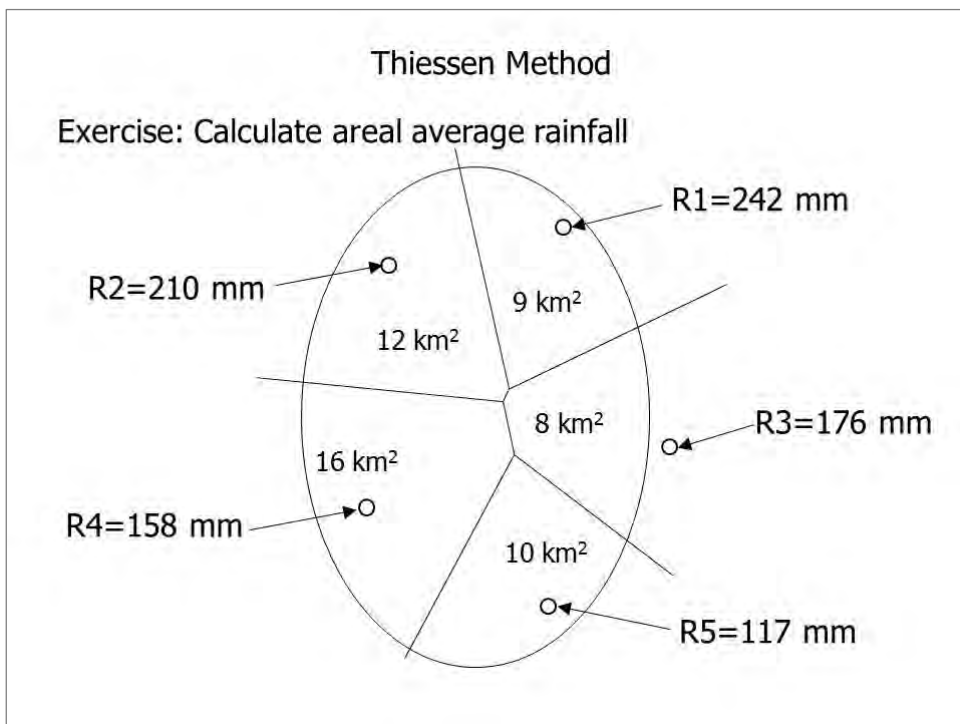 Thiessen Method
Exercise: Calculate areal average rainfall
R1=242 mm
R2=210 mm
9 km²
12 km²
8 km²
R3=176 mm
16 km²
R4=158 mm
10 km²
R5=117 mm